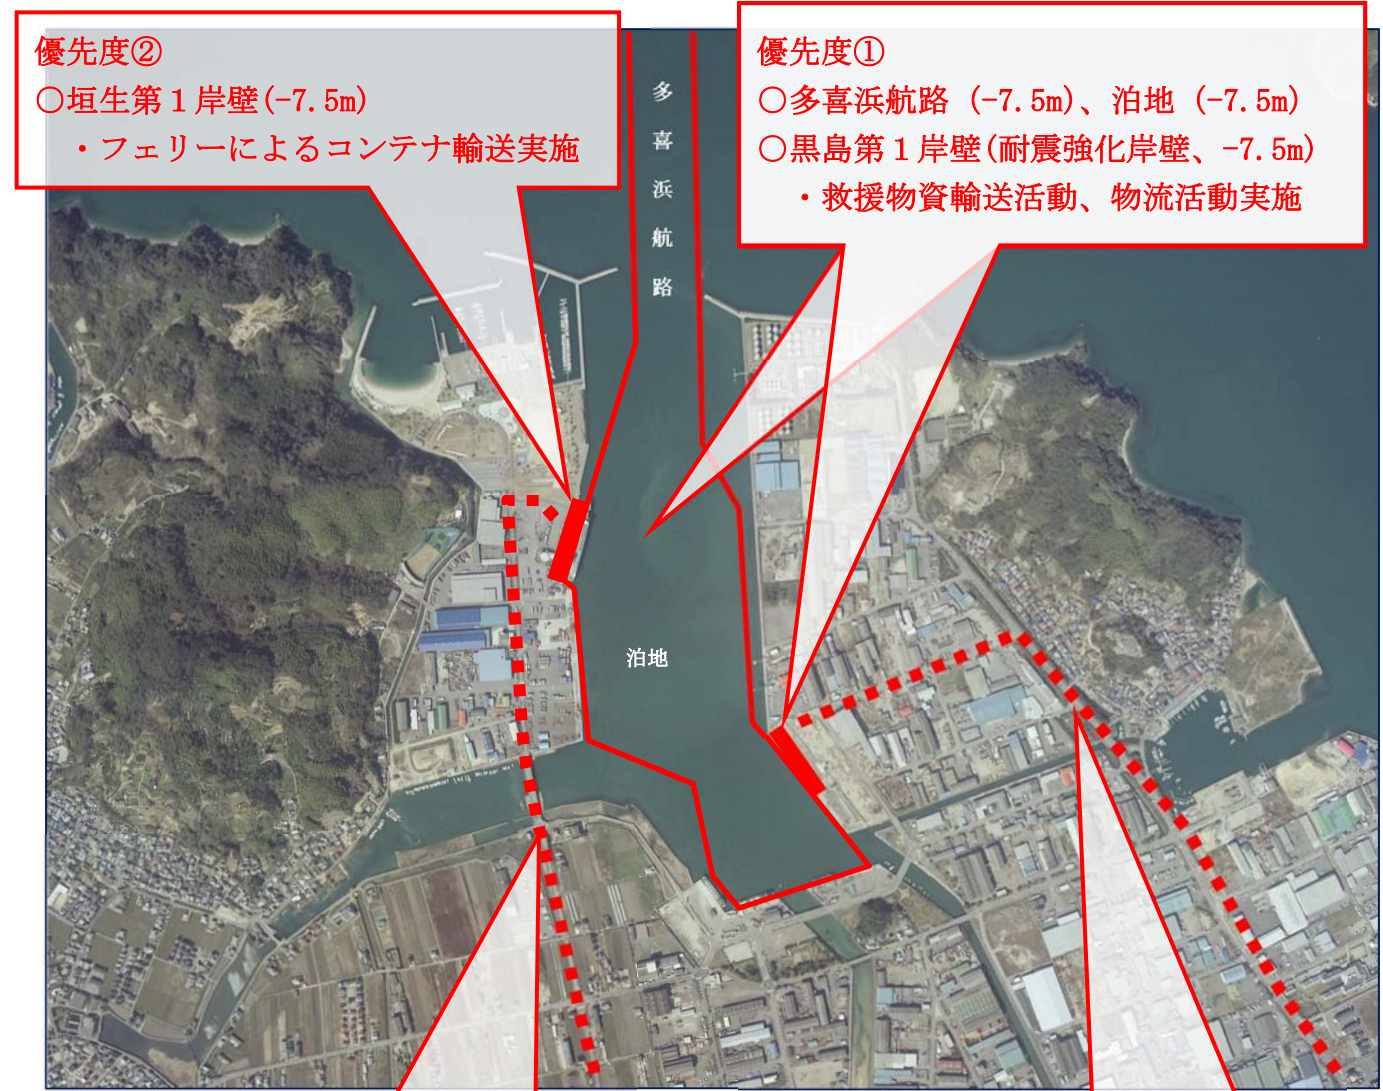 優先度②
○垣生第１岸壁(-7.5m)
・フェリーによるコンテナ輸送実施
優先度①
○多喜浜航路（-7.5m）、泊地（-7.5m）
○黒島第１岸壁(耐震強化岸壁、-7.5m)
・救援物資輸送活動、物流活動実施
多喜浜航路
泊地